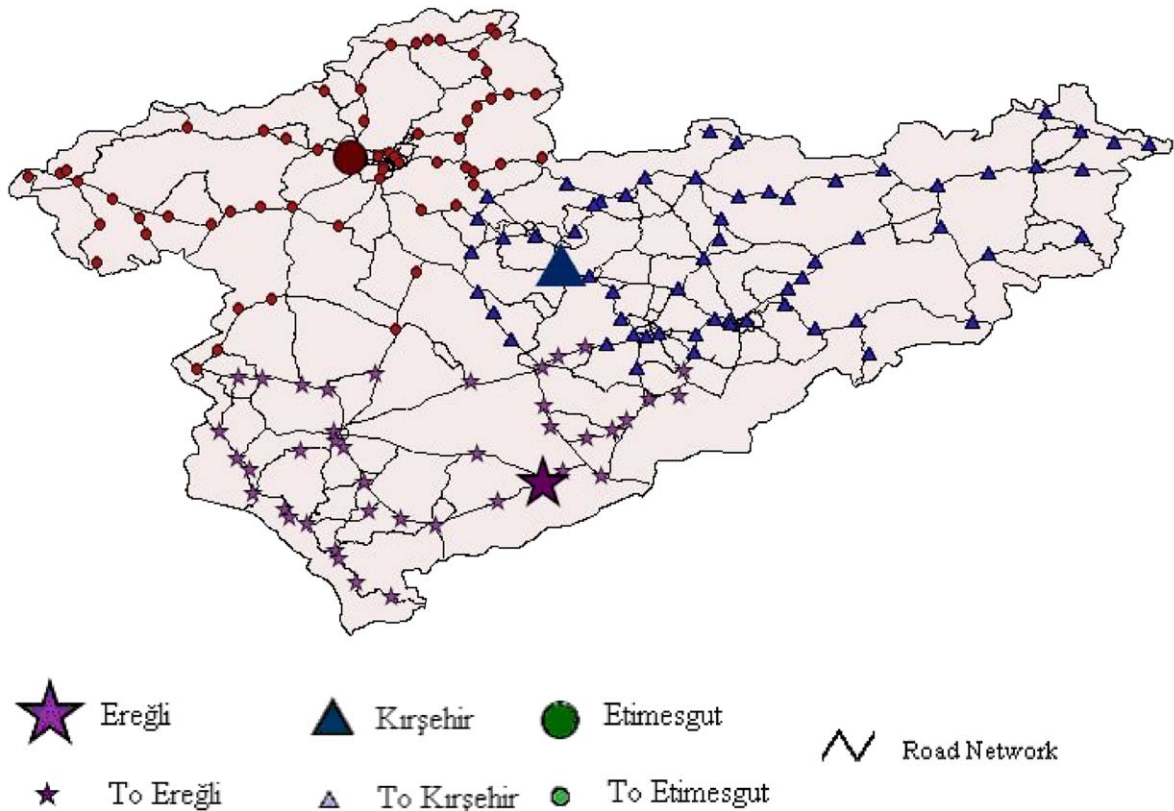 Ereğli
Kırşehir
Etimesgut
Road Network
To Ereğli
To Kırşehir
To Etimesgut